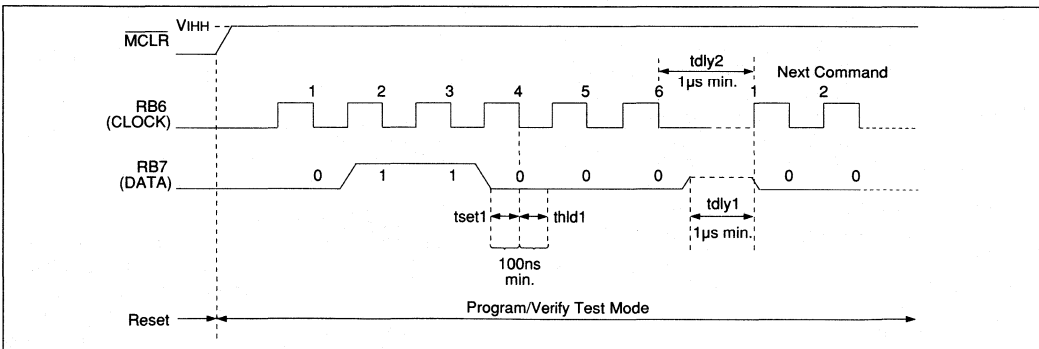 VIHH
MCLR
tdly2
1µs min.
Next Command
1 2 3 4 5 6 1 2
RB6
(CLOCK)
RB7
(DATA)
0 1 1 0 0 0 0 0
tset1 thld1
tdly1
1µs min.
100ns
min.
Program/Verify Test Mode
Reset